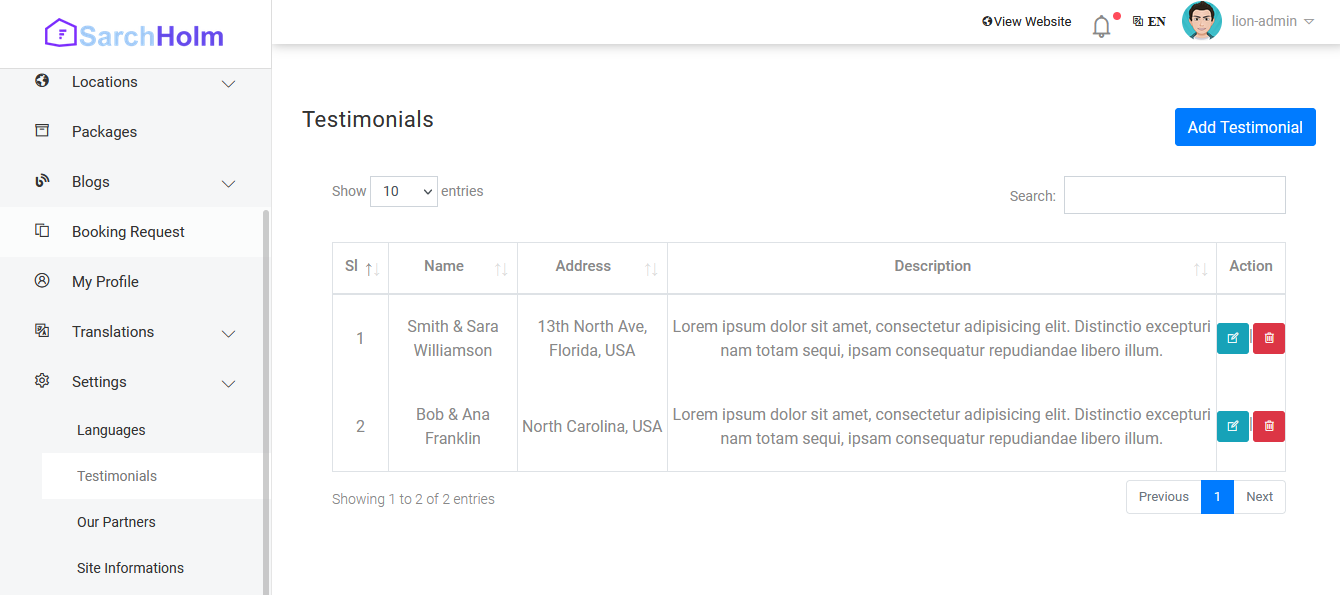 SarchHolm
View Website
EN
lion-admin
Locations
Packages
Blogs
Booking Request
My Profile
Translations
Settings
Languages
Testimonials
Our Partners
Site Informations
Testimonials
Add Testimonial
Show 10 entries
Search:
Sl Name Address Description Action
1
Smith & Sara
Williamson
13th North Ave,
Florida, USA
Lorem ipsum dolor sit amet, consectetur adipisicing elit. Distinctio excepturi
nam totam sequi, ipsam consequatur repudiandae libero illum.
2
Bob & Ana
Franklin
North Carolina, USA
Lorem ipsum dolor sit amet, consectetur adipisicing elit. Distinctio excepturi
nam totam sequi, ipsam consequatur repudiandae libero illum.
Showing 1 to 2 of 2 entries
Previous 1 Next